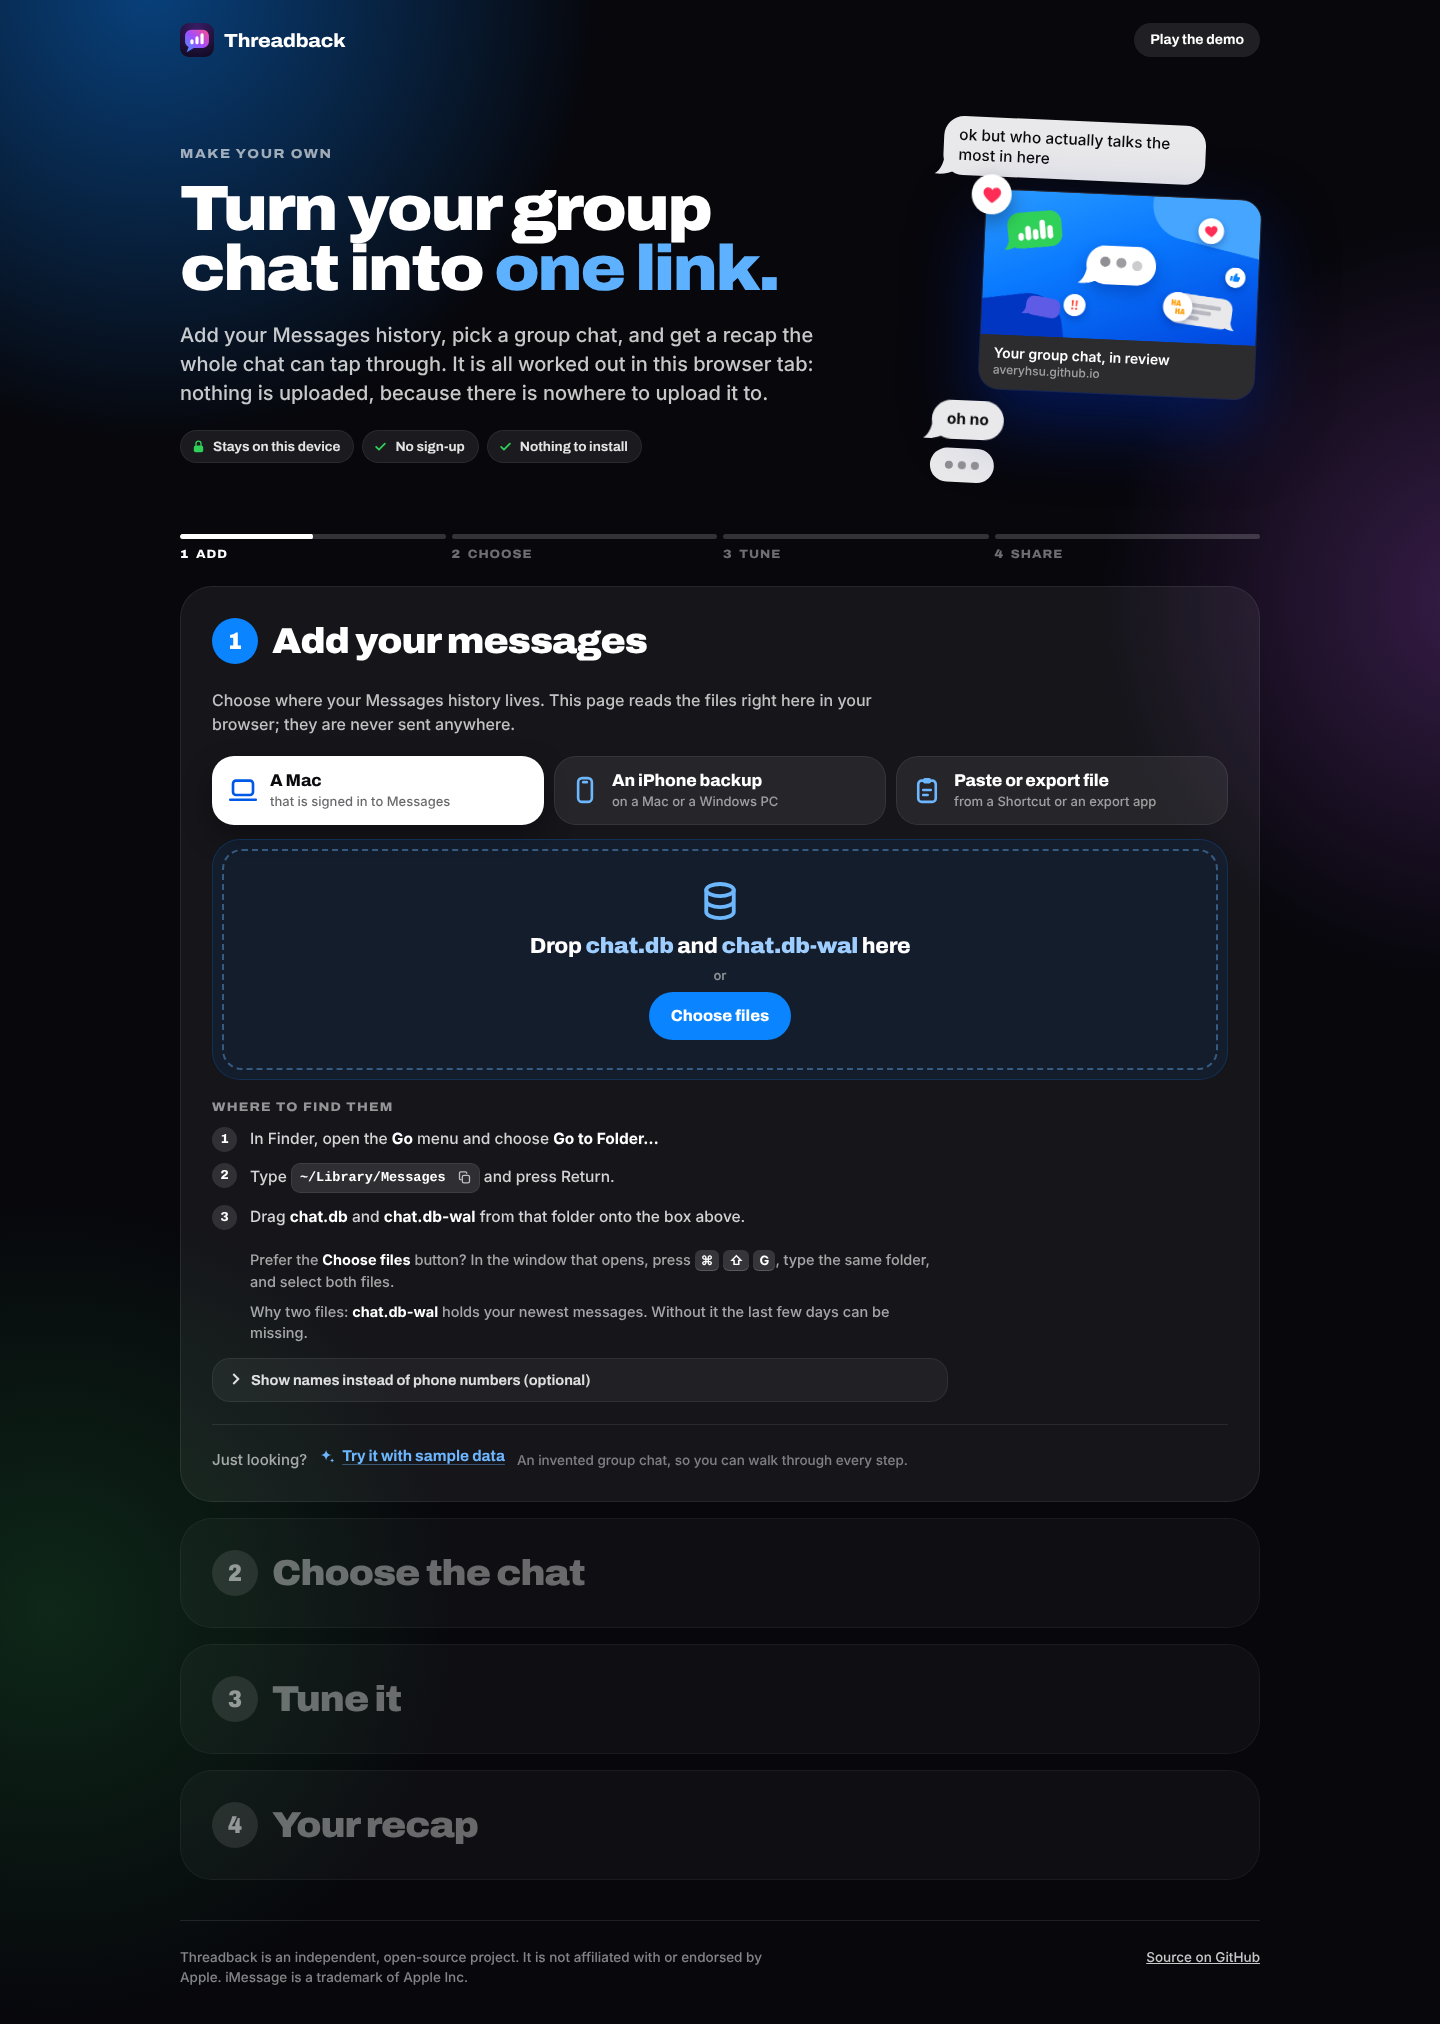 Threadback
Play the demo
MAKE YOUR OWN
Turn your group
chat into one link.
Add your Messages history, pick a group chat, and get a recap the
whole chat can tap through. It is all worked out in this browser tab:
nothing is uploaded, because there is nowhere to upload it to.
Stays on this device
No sign-up
Nothing to install
ok but who actually talks the
most in here
!!
HA
HA
Your group chat, in review
averyhsu.github.io
oh no
1 ADD
2 CHOOSE
3 TUNE
4 SHARE
1 Add your messages
Choose where your Messages history lives. This page reads the files right here in your
browser; they are never sent anywhere.
A Mac
that is signed in to Messages
An iPhone backup
on a Mac or a Windows PC
Paste or export file
from a Shortcut or an export app
Drop chat.db and chat.db-wal here
or
Choose files
WHERE TO FIND THEM
1 In Finder, open the Go menu and choose Go to Folder…
2 Type ~/Library/Messages and press Return.
3 Drag chat.db and chat.db-wal from that folder onto the box above.
Prefer the Choose files button? In the window that opens, press ⌘ ⇧ G, type the same folder,
and select both files.
Why two files: chat.db-wal holds your newest messages. Without it the last few days can be
missing.
Show names instead of phone numbers (optional)
Just looking? Try it with sample data An invented group chat, so you can walk through every step.
2 Choose the chat
3 Tune it
4 Your recap
Threadback is an independent, open-source project. It is not affiliated with or endorsed by
Apple. iMessage is a trademark of Apple Inc.
Source on GitHub